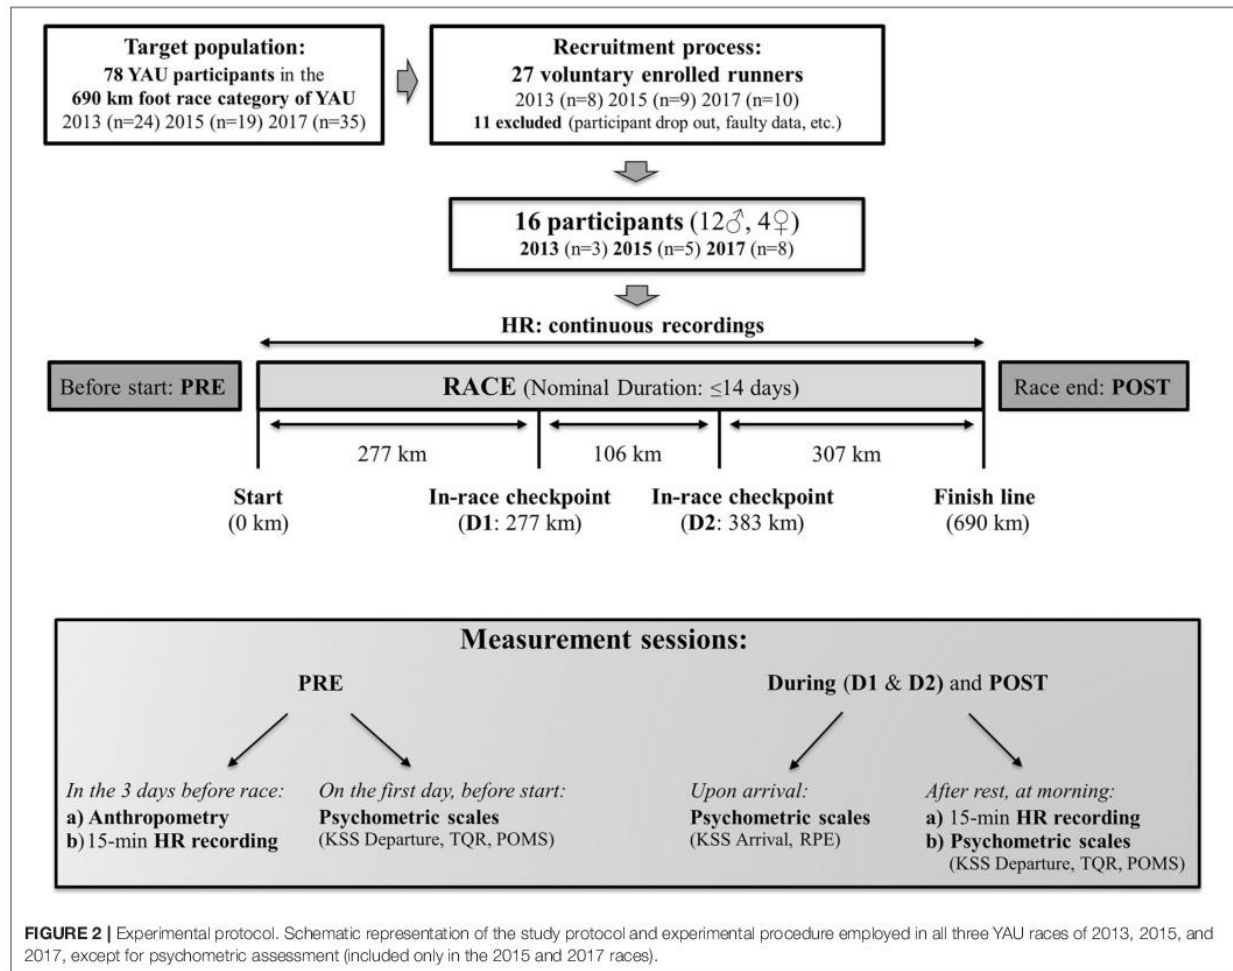 Target population:
78 YAU participants in the
690 km foot race category of YAU
2013 (n=24) 2015 (n=19) 2017 (n=35)
Recruitment process:
27 voluntary enrolled runners
2013 (n=8) 2015 (n=9) 2017 (n=10)
11 excluded (participant drop out, faulty data, etc.)
16 participants (12♂, 4♀)
2013 (n=3) 2015 (n=5) 2017 (n=8)
HR: continuous recordings
Before start: PRE
RACE (Nominal Duration: ≤14 days)
Race end: POST
277 km
106 km
307 km
Start
(0 km)
In-race checkpoint
(D1: 277 km)
In-race checkpoint
(D2: 383 km)
Finish line
(690 km)
Measurement sessions:
PRE
During (D1 & D2) and POST
In the 3 days before race:
a) Anthropometry
b) 15-min HR recording
On the first day, before start:
Psychometric scales
(KSS Departure, TQR, POMS)
Upon arrival:
Psychometric scales
(KSS Arrival, RPE)
After rest, at morning:
a) 15-min HR recording
b) Psychometric scales
(KSS Departure, TQR, POMS)
FIGURE 2 | Experimental protocol. Schematic representation of the study protocol and experimental procedure employed in all three YAU races of 2013, 2015, and
2017, except for psychometric assessment (included only in the 2015 and 2017 races).